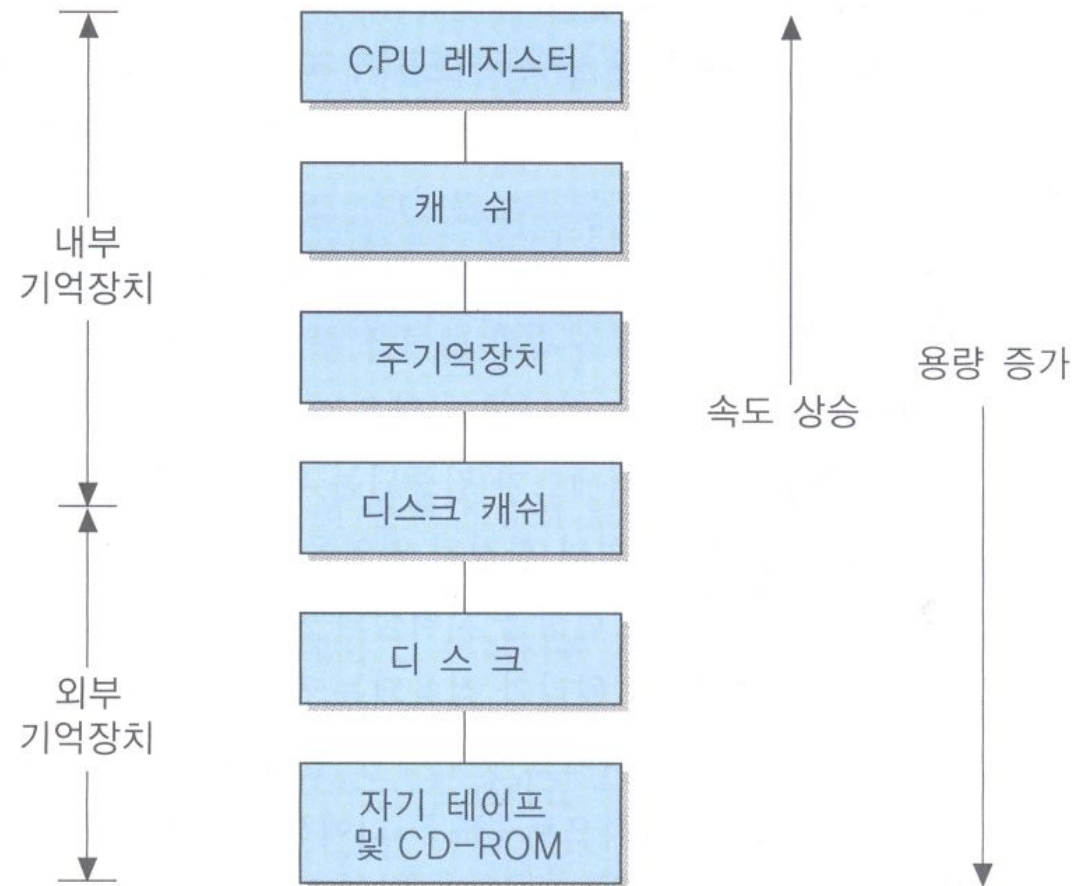 CPU 레지스터
캐 쉬
내부
기억장치
주기억장치
속도 상승
용량 증가
디스크 캐쉬
디 스 크
외부
기억장치
자기 테이프
및 CD-ROM